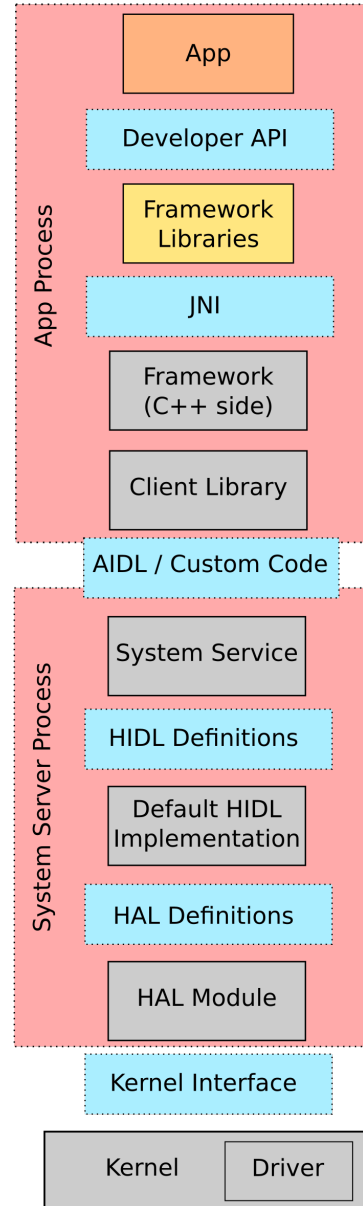 App
Developer API
Framework
Libraries
App Process
JNI
Framework
(C++ side)
Client Library
AIDL / Custom Code
System Service
HIDL Definitions
System Server Process
Default HIDL
Implementation
HAL Definitions
HAL Module
Kernel Interface
Kernel
Driver